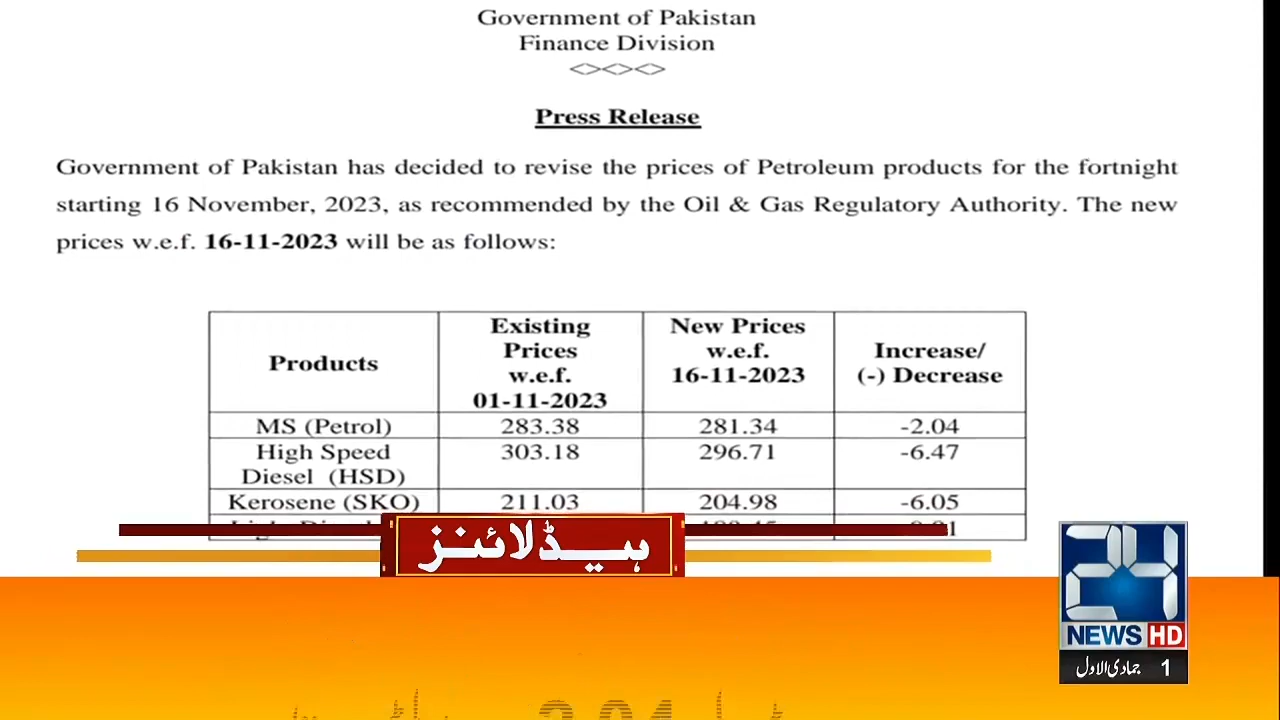 Government of Pakistan
Finance Division
<><><>
Press Release
Government of Pakistan has decided to revise the prices of Petroleum products for the fortnight
starting 16 November, 2023, as recommended by the Oil & Gas Regulatory Authority. The new
prices w.e.f. 16-11-2023 will be as follows:
Products
Existing
Prices
w.e.f.
01-11-2023
New Prices
w.e.f.
16-11-2023
Increase/
(-) Decrease
MS (Petrol) 283.38 281.34 -2.04
High Speed
Diesel (HSD) 303.18 296.71 -6.47
Kerosene (SKO) 211.03 204.98 -6.05
ہیڈلائنز
24
NEWS HD
1 جمادی الاول